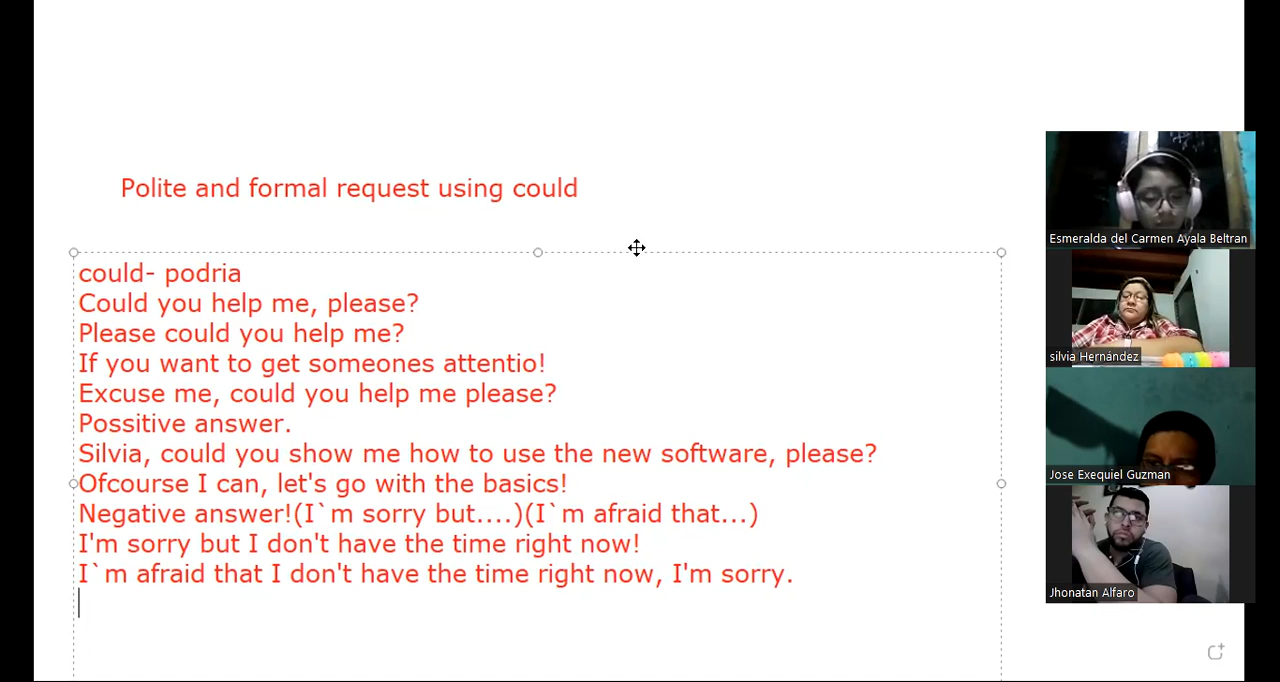 Polite and formal request using could
could- podria
Could you help me, please?
Please could you help me?
If you want to get someones attentio!
Excuse me, could you help me please?
Possitive answer.
Silvia, could you show me how to use the new software, please?
Ofcourse I can, let's go with the basics!
Negative answer!(I`m sorry but....)(I`m afraid that...)
I'm sorry but I don't have the time right now!
I`m afraid that I don't have the time right now, I'm sorry.
Esmeralda del Carmen Ayala Beltran
silvia Hernández
Jose Exequiel Guzman
Jhonatan Alfaro